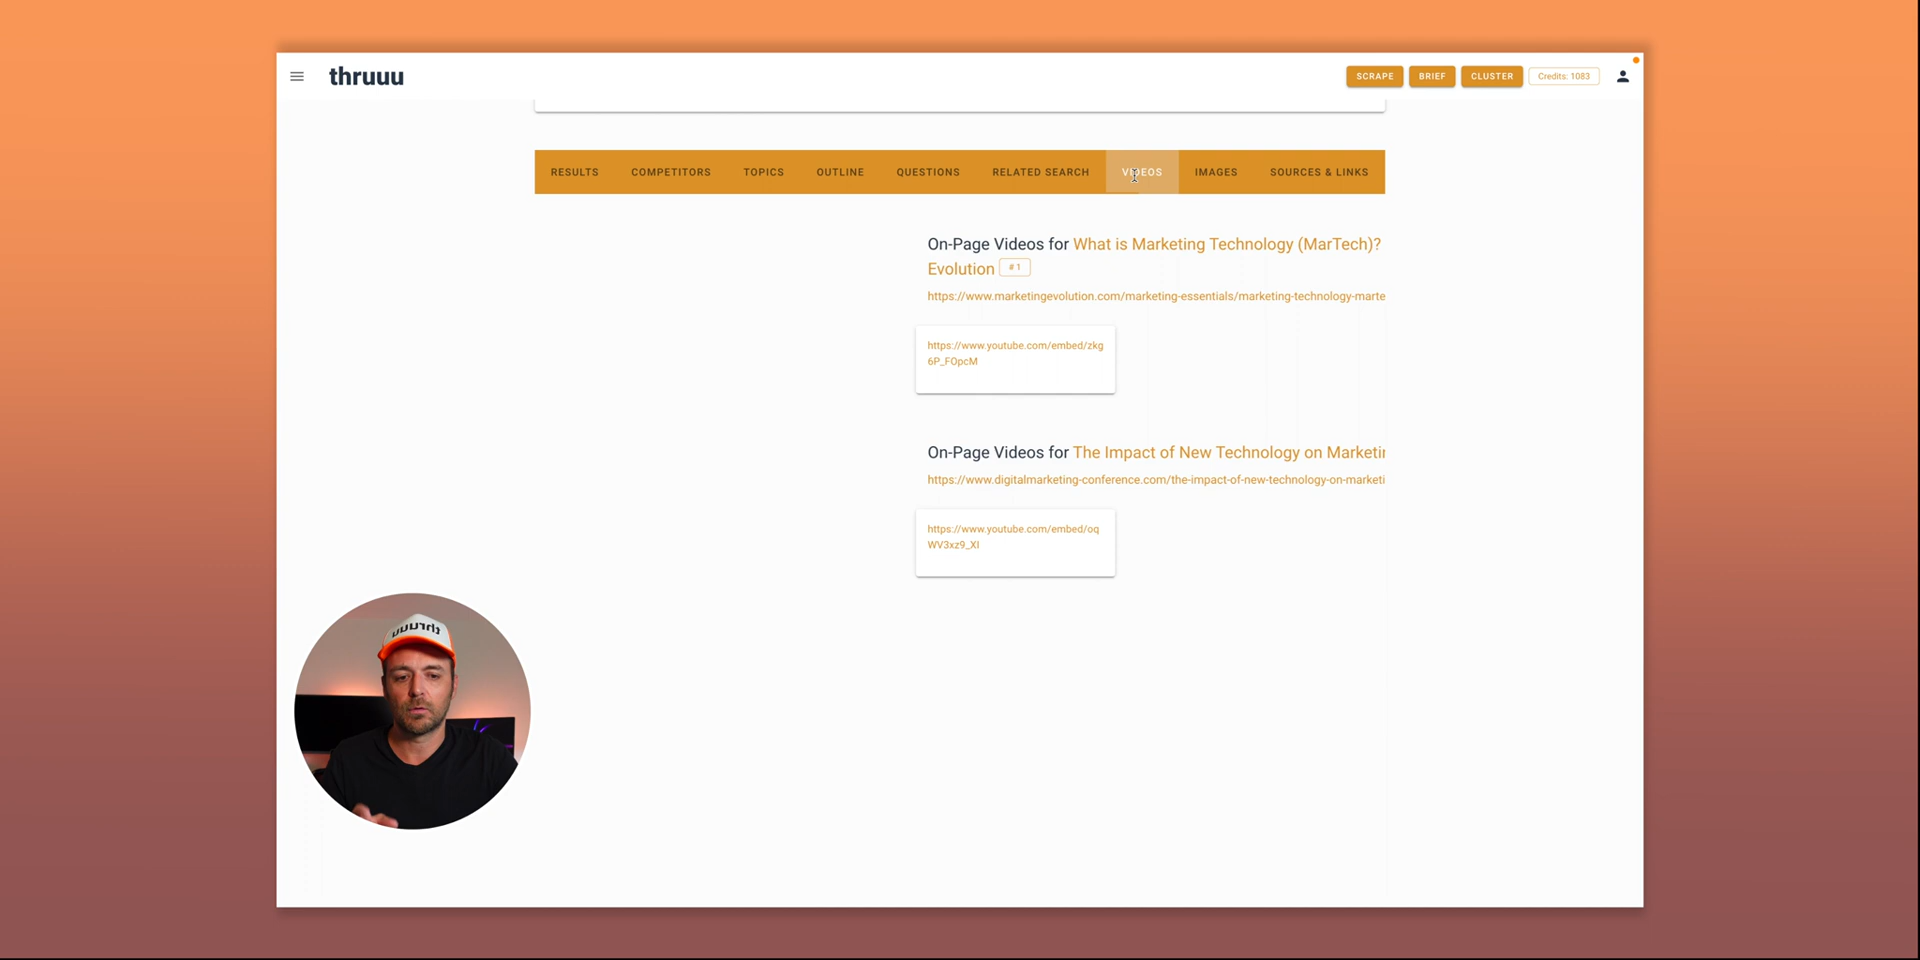 thruuu
SCRAPE
BRIEF
CLUSTER
Credits: 1083
RESULTS
COMPETITORS
TOPICS
OUTLINE
QUESTIONS
RELATED SEARCH
VIDEOS
IMAGES
SOURCES & LINKS
On-Page Videos for What is Marketing Technology (MarTech)?
Evolution #1
https://www.marketingevolution.com/marketing-essentials/marketing-technology-marte
https://www.youtube.com/embed/zkg
6P_FOpcM
On-Page Videos for The Impact of New Technology on Marketin
https://www.digitalmarketing-conference.com/the-impact-of-new-technology-on-marketi
https://www.youtube.com/embed/oq
WV3xz9_XI
thruuu